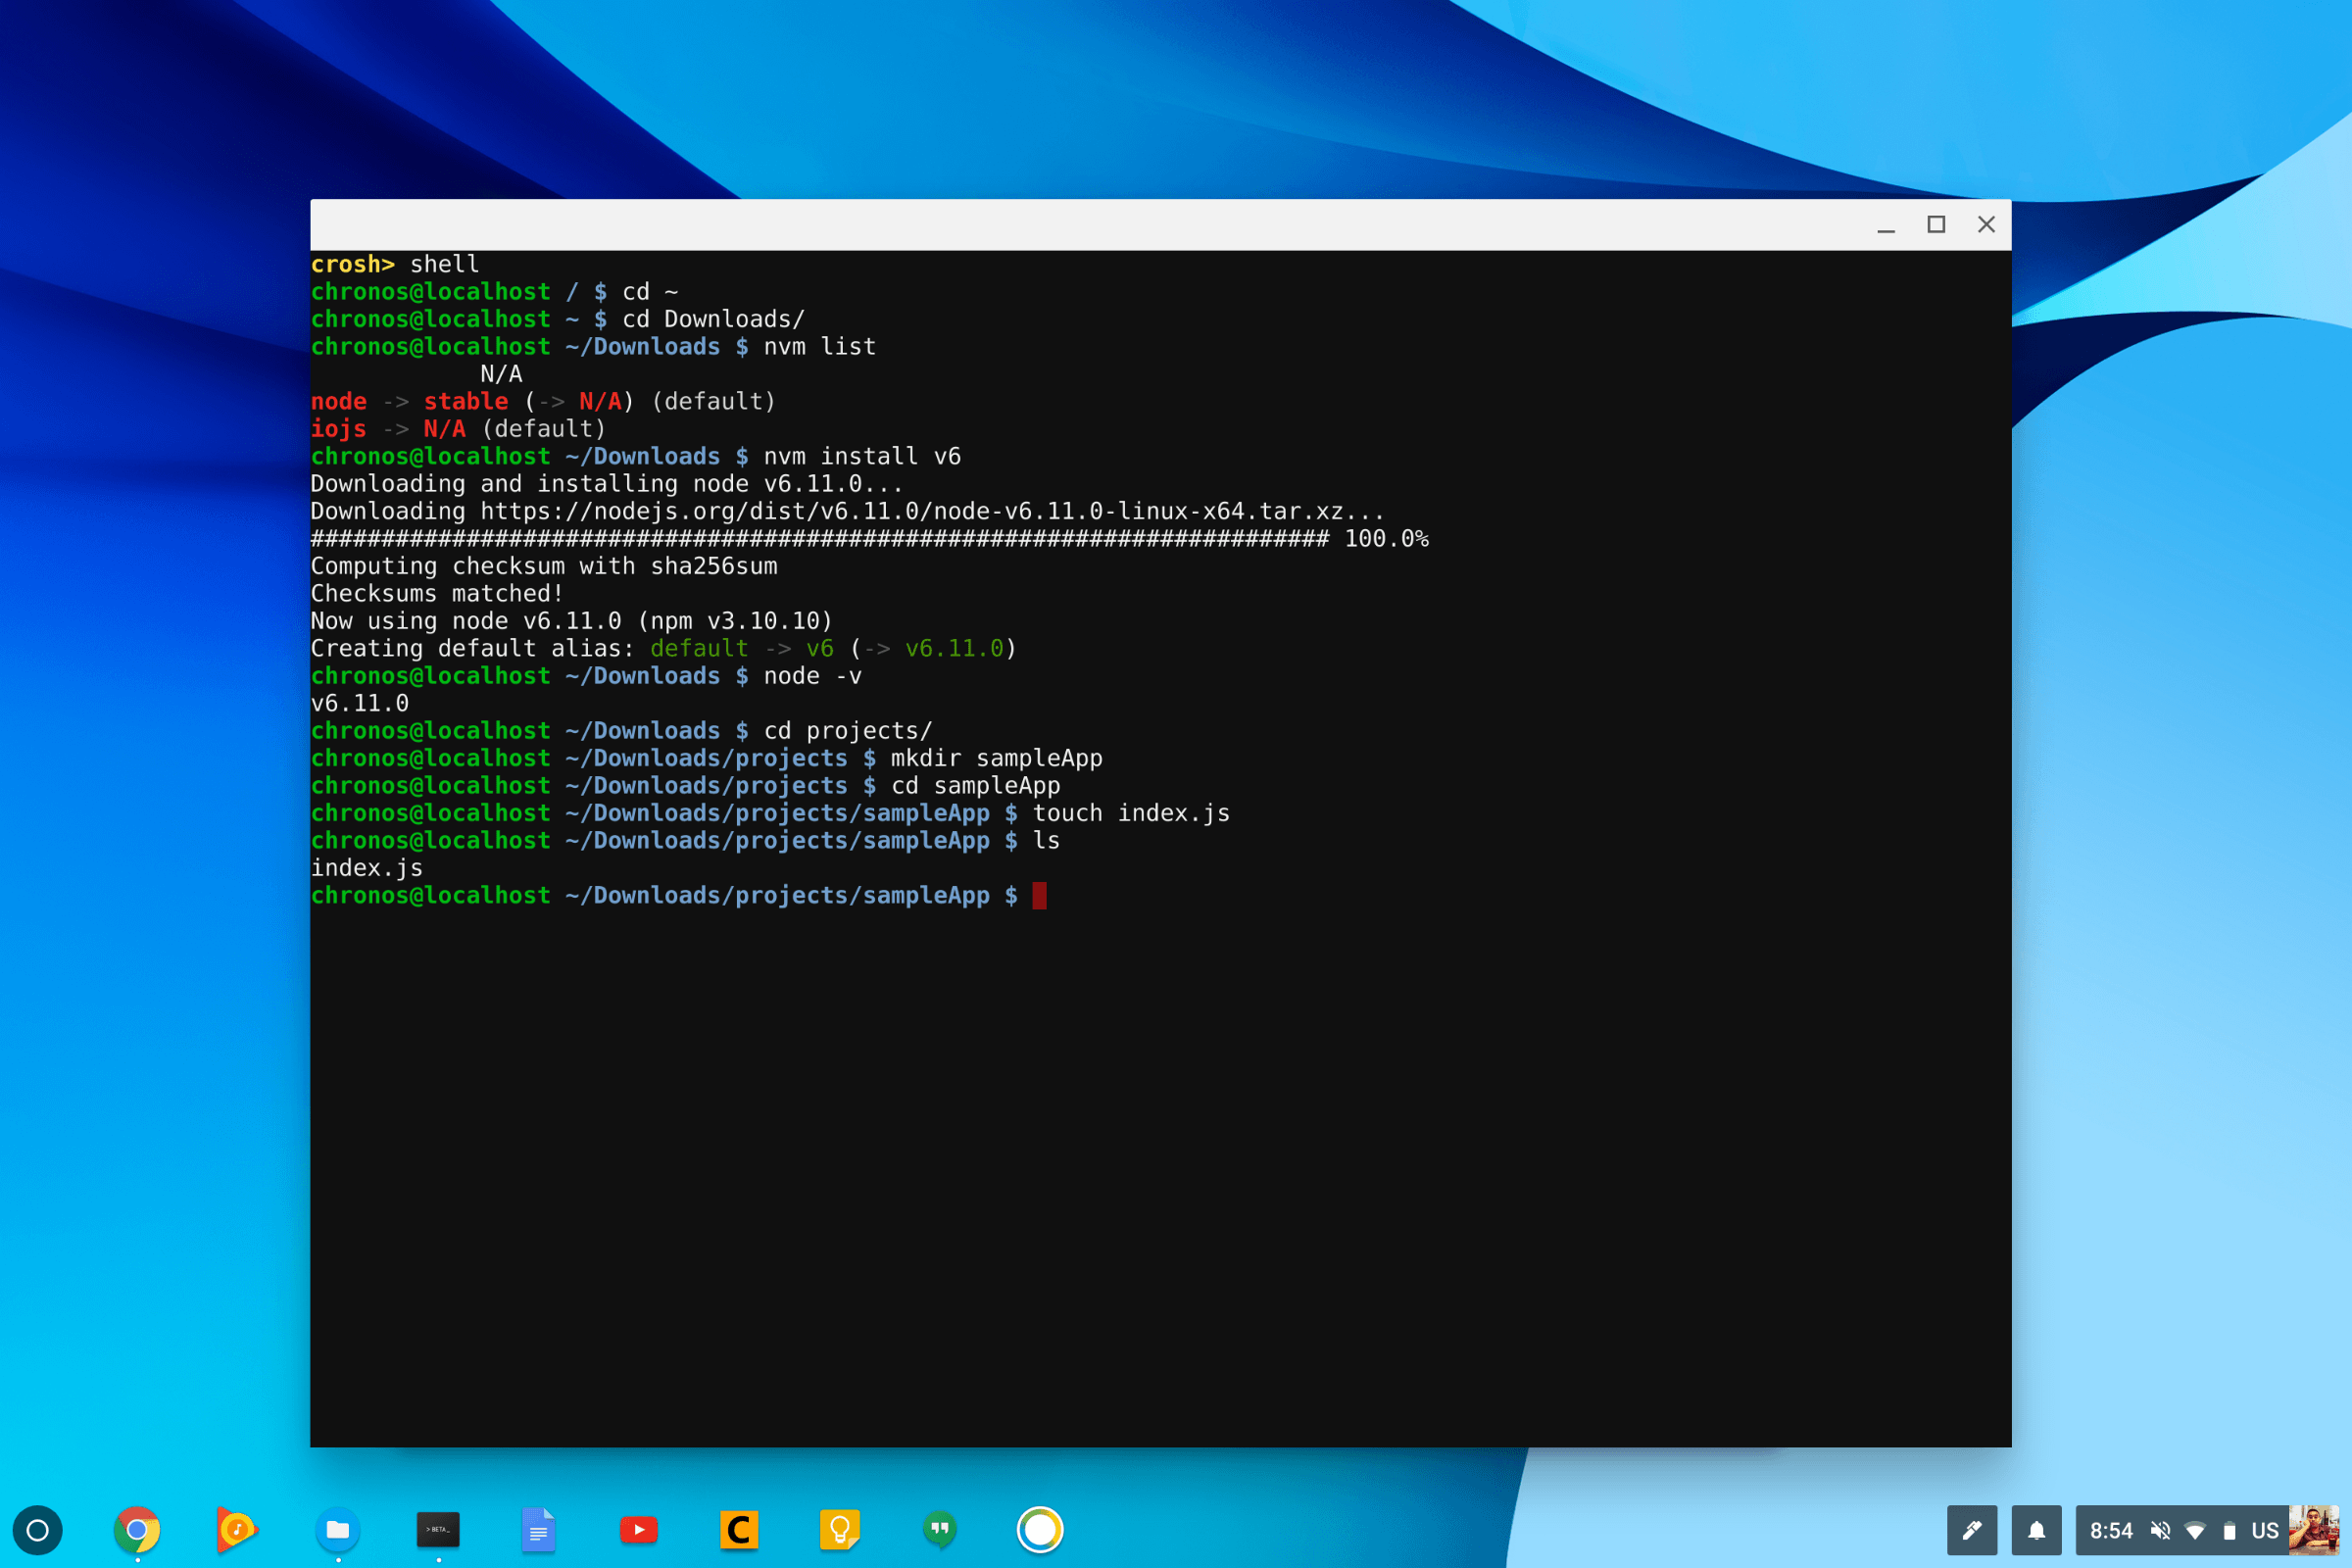 crosh> shell
chronos@localhost / $ cd ~
chronos@localhost ~ $ cd Downloads/
chronos@localhost ~/Downloads $ nvm list
            N/A
node -> stable (-> N/A) (default)
iojs -> N/A (default)
chronos@localhost ~/Downloads $ nvm install v6
Downloading and installing node v6.11.0...
Downloading https://nodejs.org/dist/v6.11.0/node-v6.11.0-linux-x64.tar.xz...
######################################################################## 100.0%
Computing checksum with sha256sum
Checksums matched!
Now using node v6.11.0 (npm v3.10.10)
Creating default alias: default -> v6 (-> v6.11.0)
chronos@localhost ~/Downloads $ node -v
v6.11.0
chronos@localhost ~/Downloads $ cd projects/
chronos@localhost ~/Downloads/projects $ mkdir sampleApp
chronos@localhost ~/Downloads/projects $ cd sampleApp
chronos@localhost ~/Downloads/projects/sampleApp $ touch index.js
chronos@localhost ~/Downloads/projects/sampleApp $ ls
index.js
chronos@localhost ~/Downloads/projects/sampleApp $
>BETA_
C
8:54 US